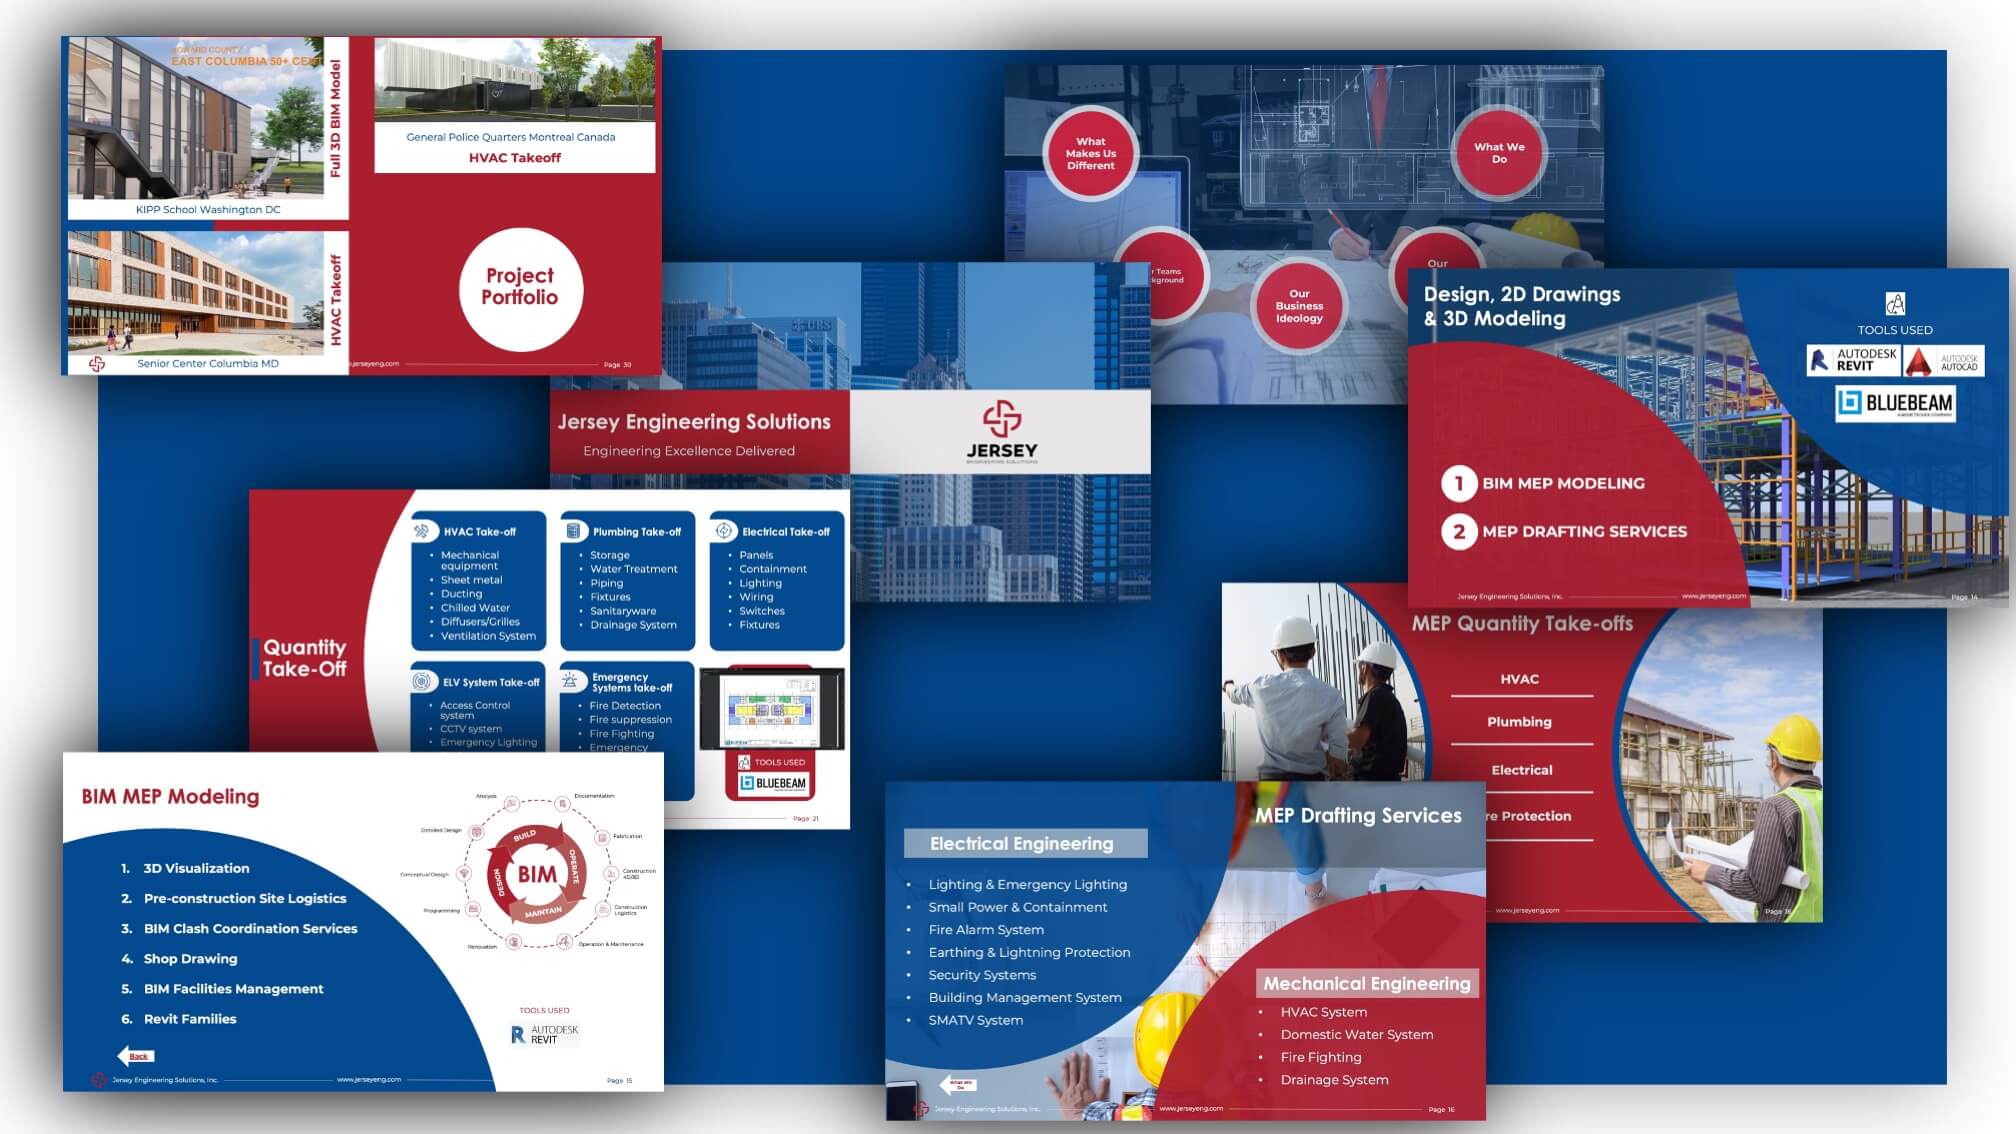 HOWARD COUNTY
EAST COLUMBIA 50+ CENT
Full 3D BIM Model
KIPP School Washington DC
General Police Quarters Montreal Canada
HVAC Takeoff
HVAC Takeoff
Senior Center Columbia MD
Project
Portfolio
.jerseyeng.com
Page 30
What
Makes Us
Different
What We
Do
r Teams
kground
Our
Business
Ideology
Our
UBS
Jersey Engineering Solutions
Engineering Excellence Delivered
JERSEY
ENGINEERING SOLUTIONS
Design, 2D Drawings
& 3D Modeling
TOOLS USED
AUTODESK
REVIT
AUTODESK
AUTOCAD
BLUEBEAM
1 BIM MEP MODELING
2 MEP DRAFTING SERVICES
Jersey Engineering Solutions, Inc.
www.jerseyeng.com
Page 14
Quantity
Take-Off
HVAC Take-off
• Mechanical
equipment
• Sheet metal
• Ducting
• Chilled Water
• Diffusers/Grilles
• Ventilation System
Plumbing Take-off
• Storage
• Water Treatment
• Piping
• Fixtures
• Sanitaryware
• Drainage System
Electrical Take-off
• Panels
• Containment
• Lighting
• Wiring
• Switches
• Fixtures
ELV System Take-off
• Access Control
system
• CCTV system
• Emergency Lighting
Emergency
Systems take-off
• Fire Detection
• Fire suppression
• Fire Fighting
• Emergency
TOOLS USED
BLUEBEAM
Page 21
MEP Quantity Take-offs
HVAC
Plumbing
Electrical
re Protection
www.jerseyeng.com
BIM MEP Modeling
1. 3D Visualization
2. Pre-construction Site Logistics
3. BIM Clash Coordination Services
4. Shop Drawing
5. BIM Facilities Management
6. Revit Families
Back
Analysis
Documentation
Detailed Design
Fabrication
Conceptual Design
Construction
4D/5D
Programming
Construction
Logistics
Renovation
Operation & Maintenance
BUILD
OPERATE
MAINTAIN
DESIGN
BIM
TOOLS USED
AUTODESK
REVIT
Jersey Engineering Solutions, Inc.
www.jerseyeng.com
Page 15
MEP Drafting Services
Electrical Engineering
• Lighting & Emergency Lighting
• Small Power & Containment
• Fire Alarm System
• Earthing & Lightning Protection
• Security Systems
• Building Management System
• SMATV System
Mechanical Engineering
• HVAC System
• Domestic Water System
• Fire Fighting
• Drainage System
What We
Do
Jersey Engineering Solutions, Inc.
www.jerseyeng.com
Page 16